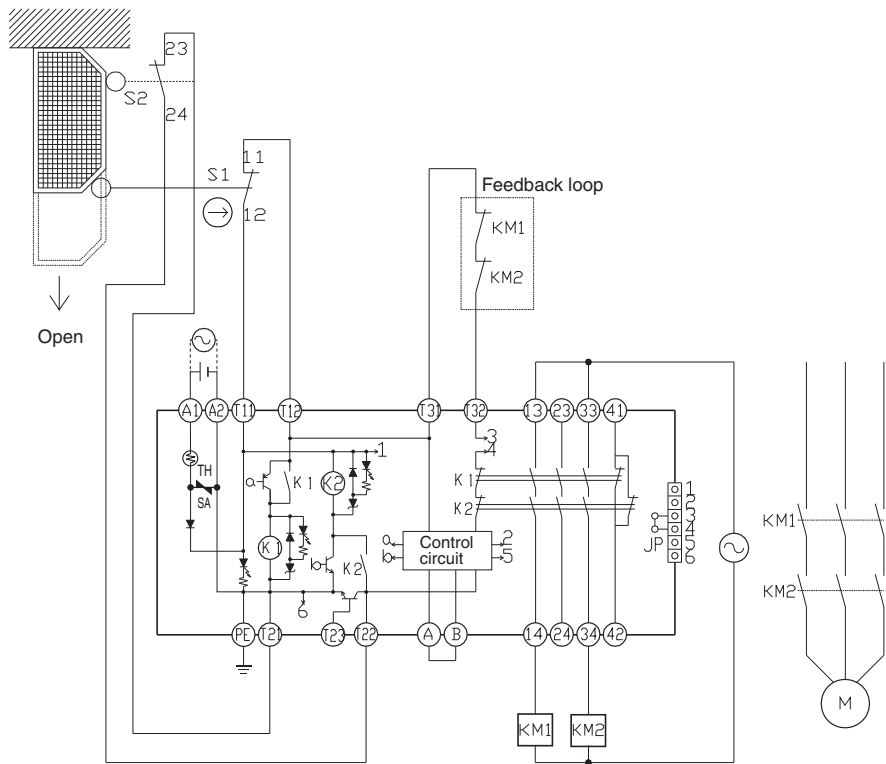 23
S2
24
11
S1
12
Feedback loop
KM1
KM2
Open
A1 A2 T11 T12 T31 T32 13 23 33 41
3
4
1
TH
a K1 K2
K1
SA
K2
1
2
3
4
5
6
JP
KM1
K1
a Control circuit 2
b 5
b K2
6
KM2
PE T21 T23 T22 A B 14 24 34 42
M
KM1 KM2